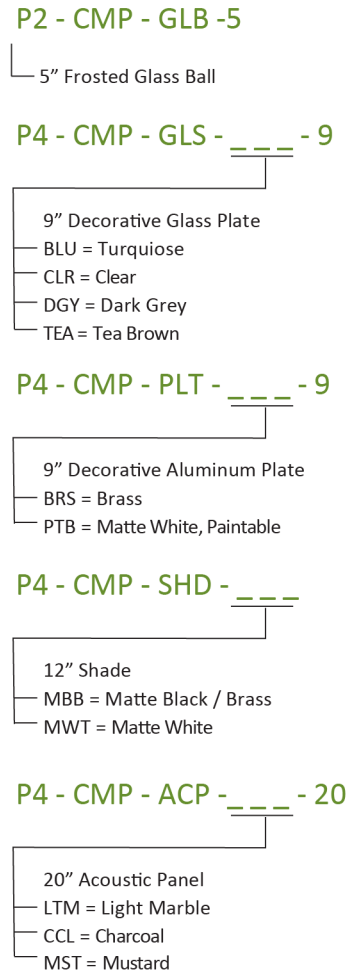 P2 - CMP - GLB -5
5” Frosted Glass Ball
P4 - CMP - GLS - _ _ _ - 9
9” Decorative Glass Plate
BLU = Turquiose
CLR = Clear
DGY = Dark Grey
TEA = Tea Brown
P4 - CMP - PLT - _ _ _ - 9
9” Decorative Aluminum Plate
BRS = Brass
PTB = Matte White, Paintable
P4 - CMP - SHD - _ _ _
12” Shade
MBB = Matte Black / Brass
MWT = Matte White
P4 - CMP - ACP -_ _ _ - 20
20” Acoustic Panel
LTM = Light Marble
CCL = Charcoal
MST = Mustard